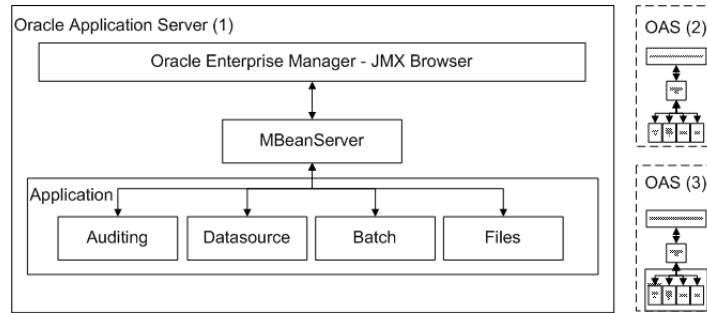 Oracle Application Server (1)
Oracle Enterprise Manager - JMX Browser
MBeanServer
Application
Auditing
Datasource
Batch
Files
OAS (2)
OAS (3)